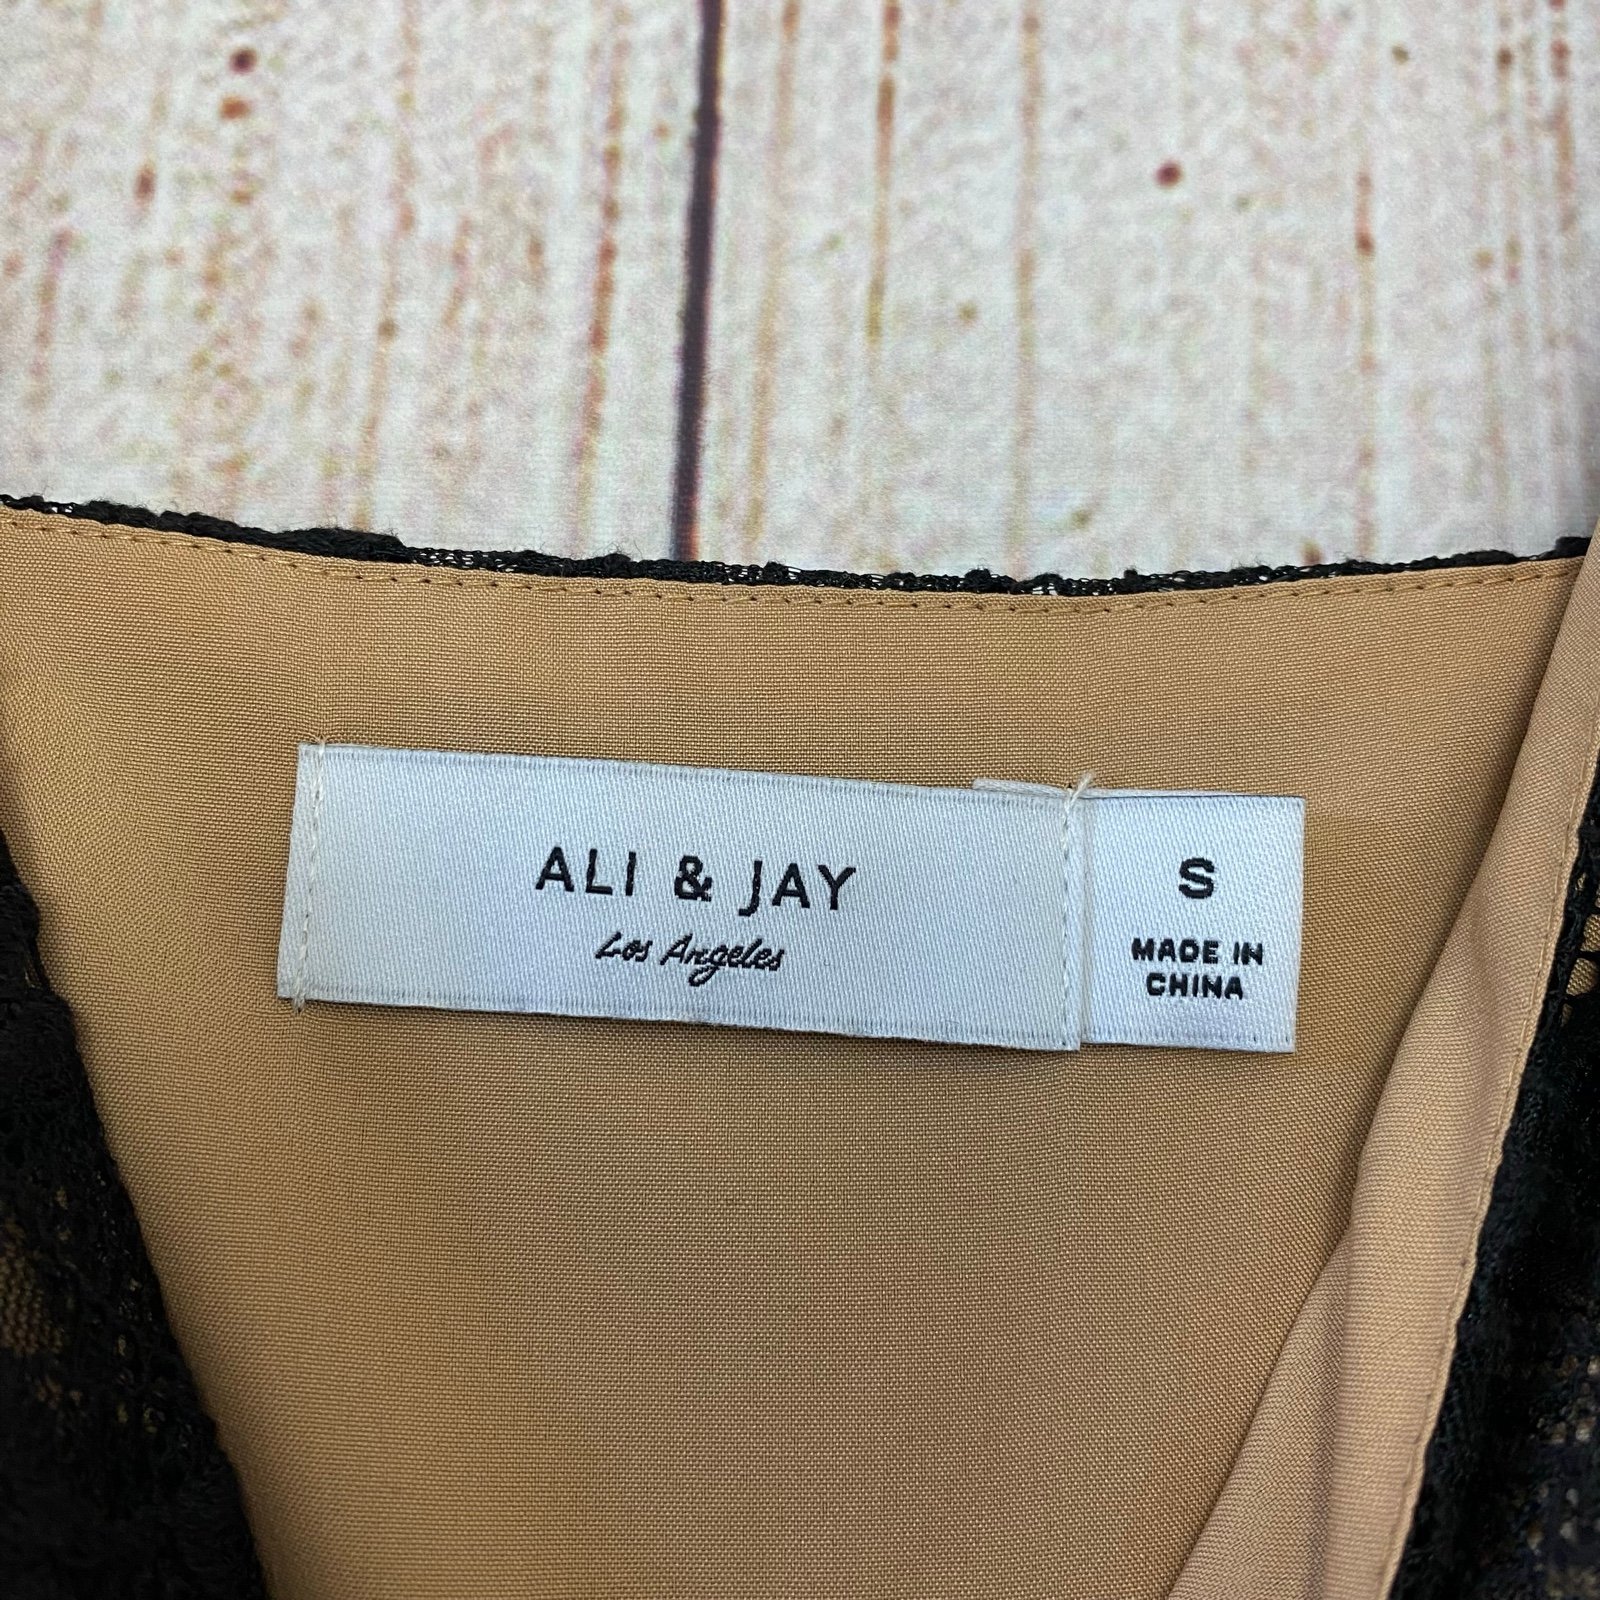 ALI & JAY
Los Angeles
S
MADE IN
CHINA